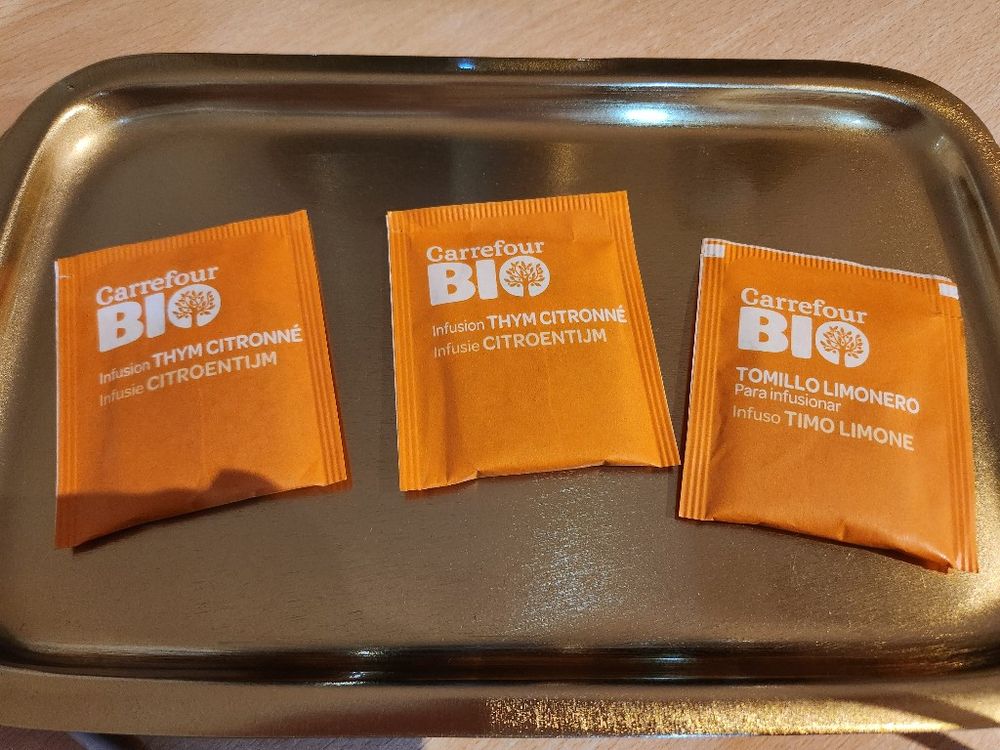 Carrefour
BIO
Infusion THYM CITRONNÉ
Infusie CITROENTIJM
Carrefour
BIO
Infusion THYM CITRONNÉ
Infusie CITROENTIJM
Carrefour
BIO
TOMILLO LIMONERO
Para infusionar
Infuso TIMO LIMONE